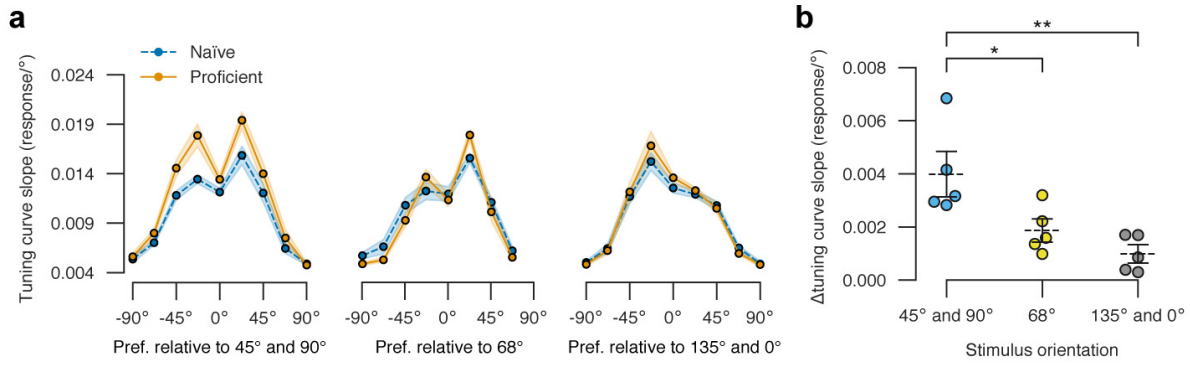 a
Naïve
Proficient
Tuning curve slope (response/°)
0.024
0.019
0.014
0.009
0.004
-90° -45° 0° 45° 90°
Pref. relative to 45° and 90°
-90° -45° 0° 45° 90°
Pref. relative to 68°
-90° -45° 0° 45° 90°
Pref. relative to 135° and 0°
b
**
*
Δtuning curve slope (response/°)
0.008
0.006
0.004
0.002
0.000
45° and 90° 68° 135° and 0°
Stimulus orientation